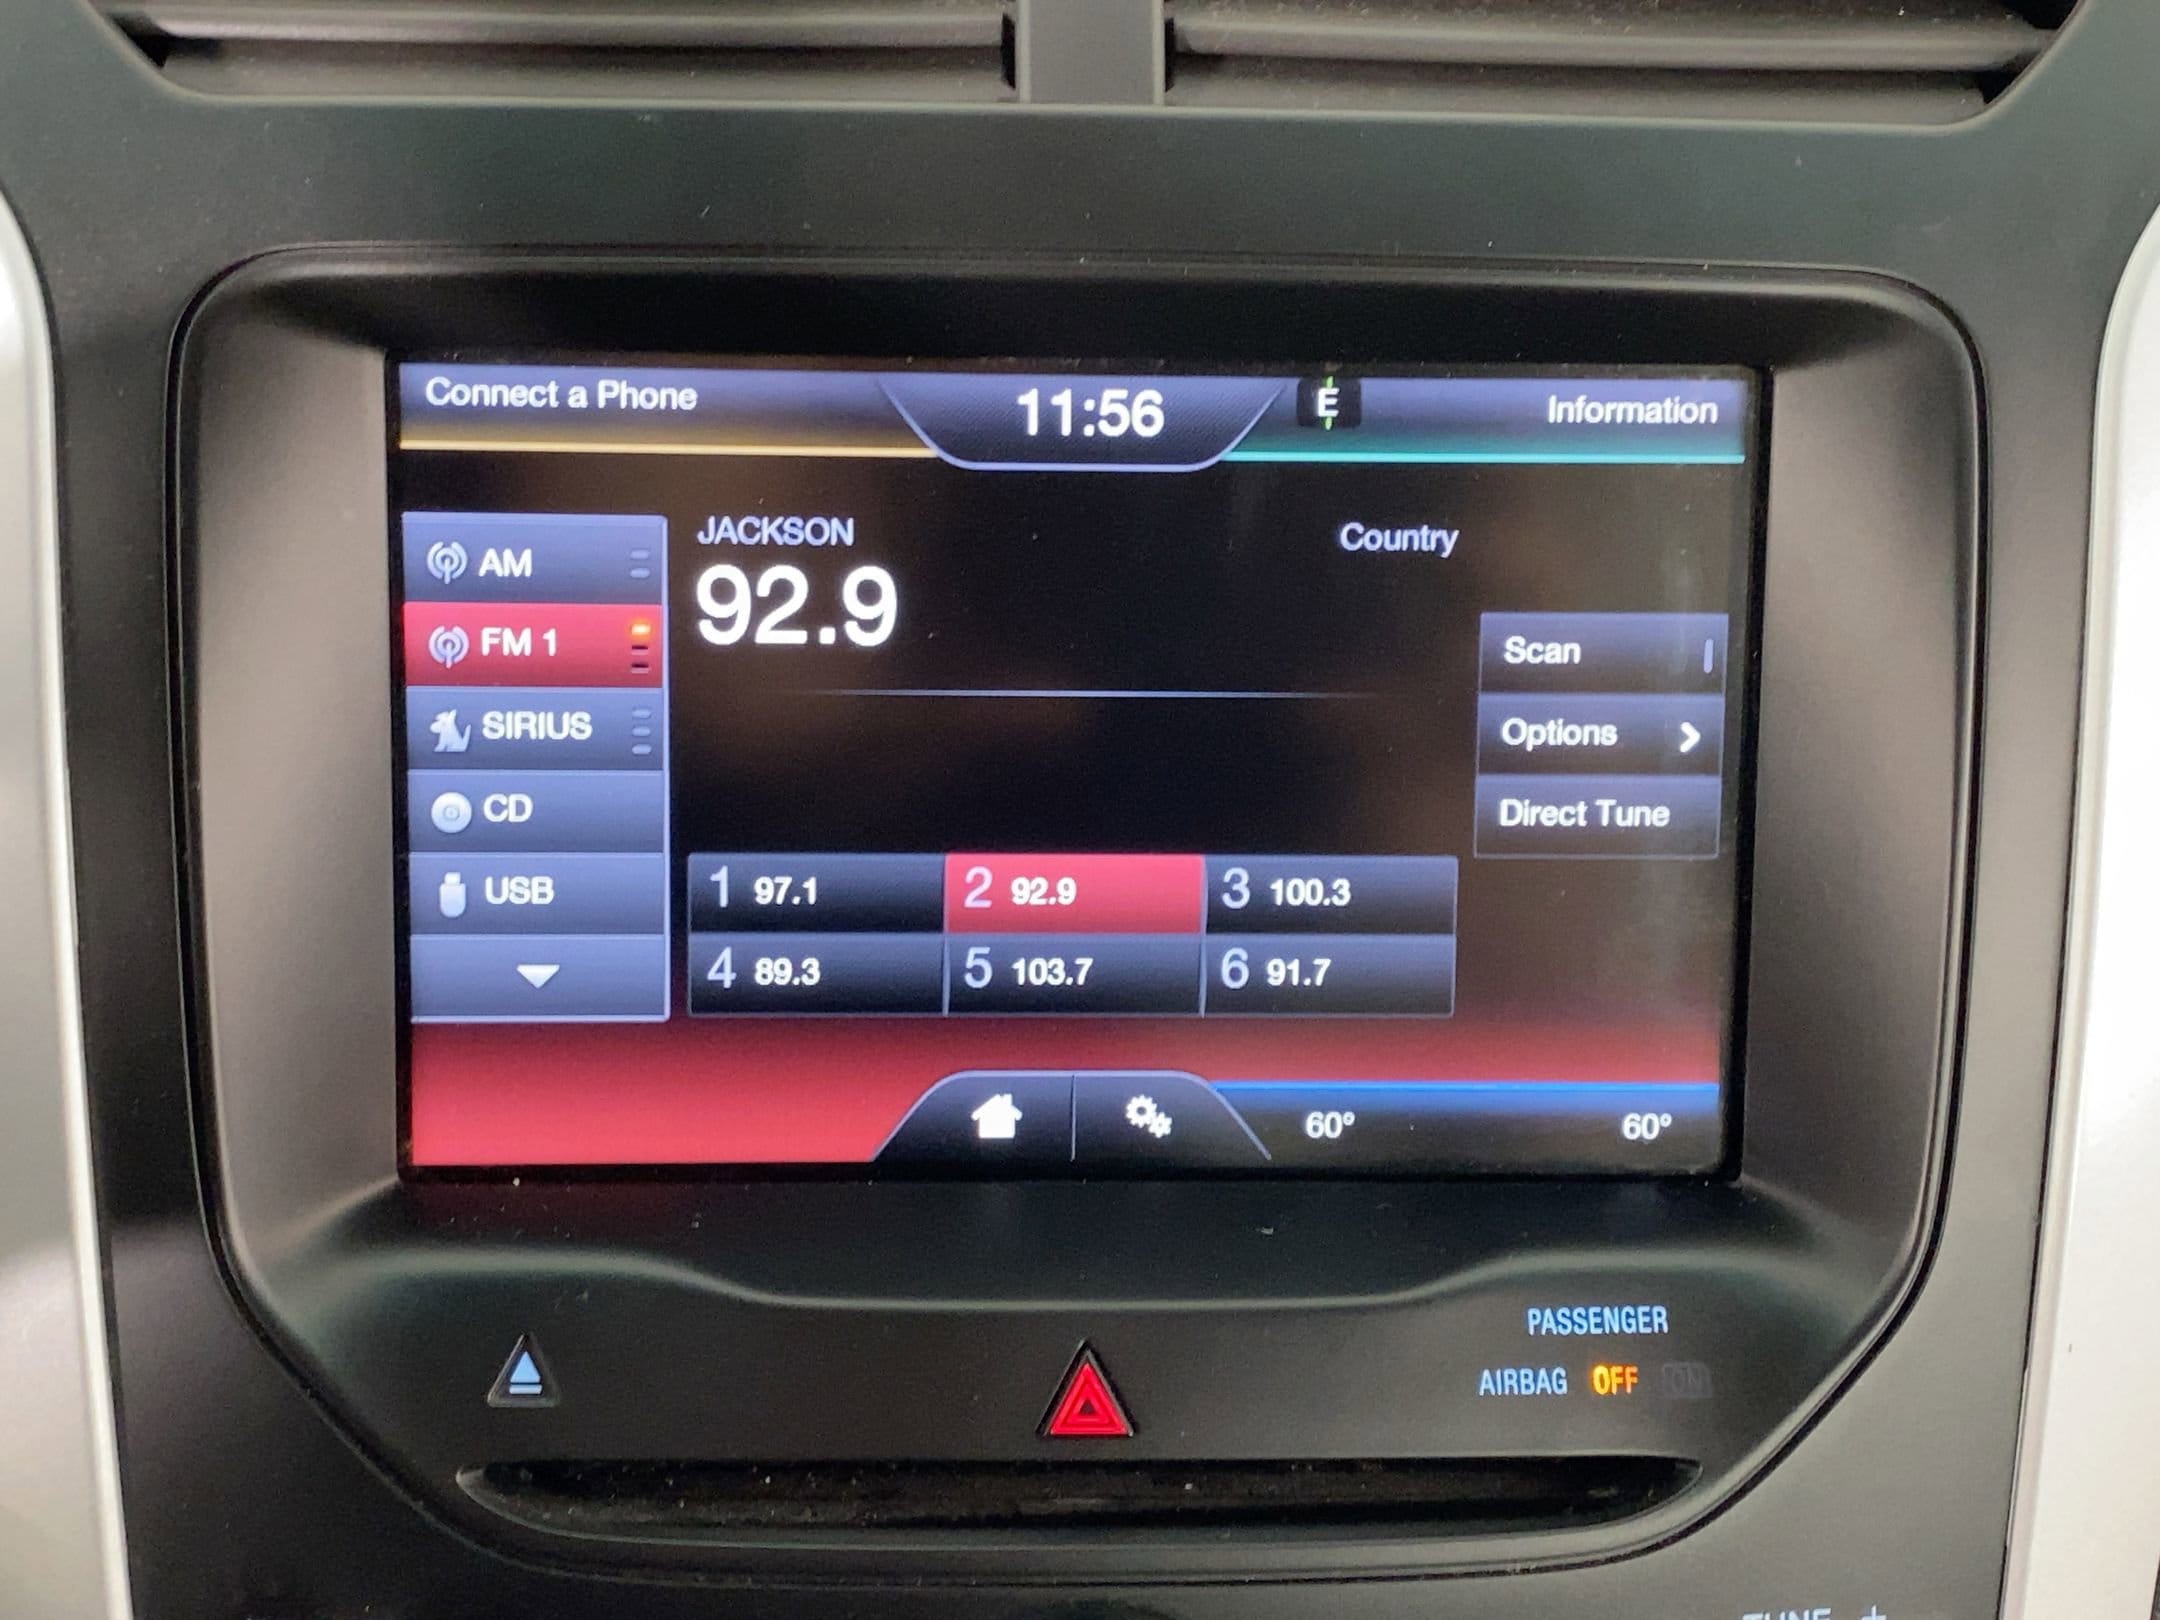 Connect a Phone
11:56
E
Information
AM
FM 1
SIRIUS
CD
USB
JACKSON
92.9
Country
Scan
Options
Direct Tune
1 97.1
2 92.9
3 100.3
4 89.3
5 103.7
6 91.7
60°
60°
PASSENGER
AIRBAG OFF ON
TUNE +